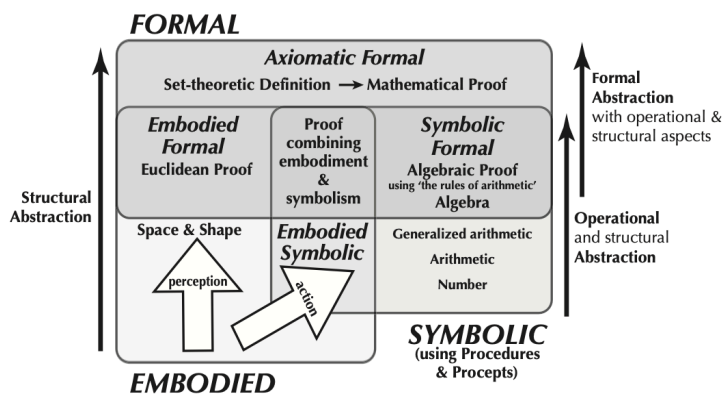 FORMAL
Axiomatic Formal
Set-theoretic Definition → Mathematical Proof
Embodied
Formal
Euclidean Proof
Proof
combining
embodiment
&
symbolism
Symbolic
Formal
Algebraic Proof
using ‘the rules of arithmetic’
Algebra
Structural
Abstraction
Formal
Abstraction
with operational &
structural aspects
Space & Shape
Embodied
Symbolic
Generalized arithmetic
Arithmetic
Number
Operational
and structural
Abstraction
perception
action
SYMBOLIC
(using Procedures
& Procepts)
EMBODIED